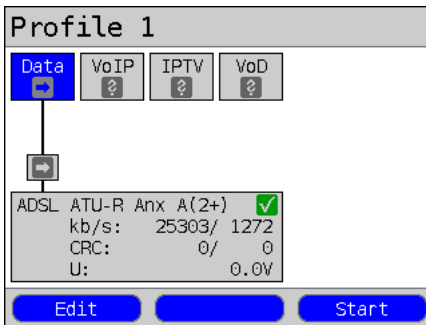 Profile 1
Data VoIP IPTV VoD
? ? ?
ADSL ATU-R Anx A(2+)
kb/s: 25303/ 1272
CRC: 0/ 0
U: 0.0V
Edit Start